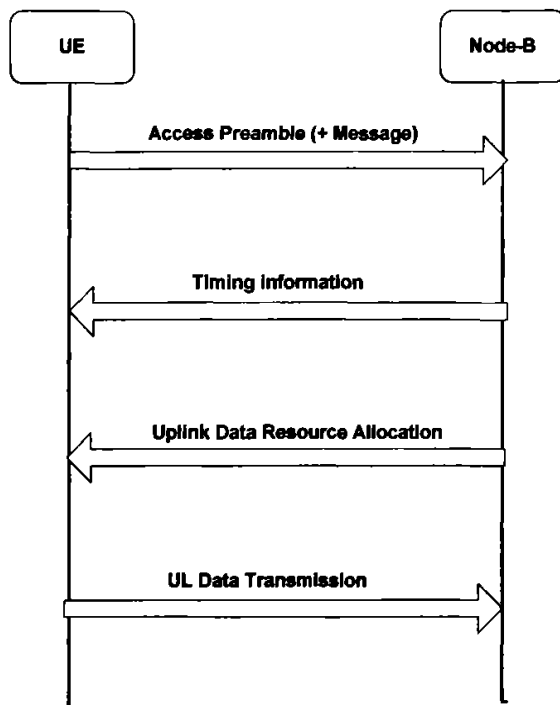 UE
Node-B
Access Preamble (+ Message)
Timing information
Uplink Data Resource Allocation
UL Data Transmission